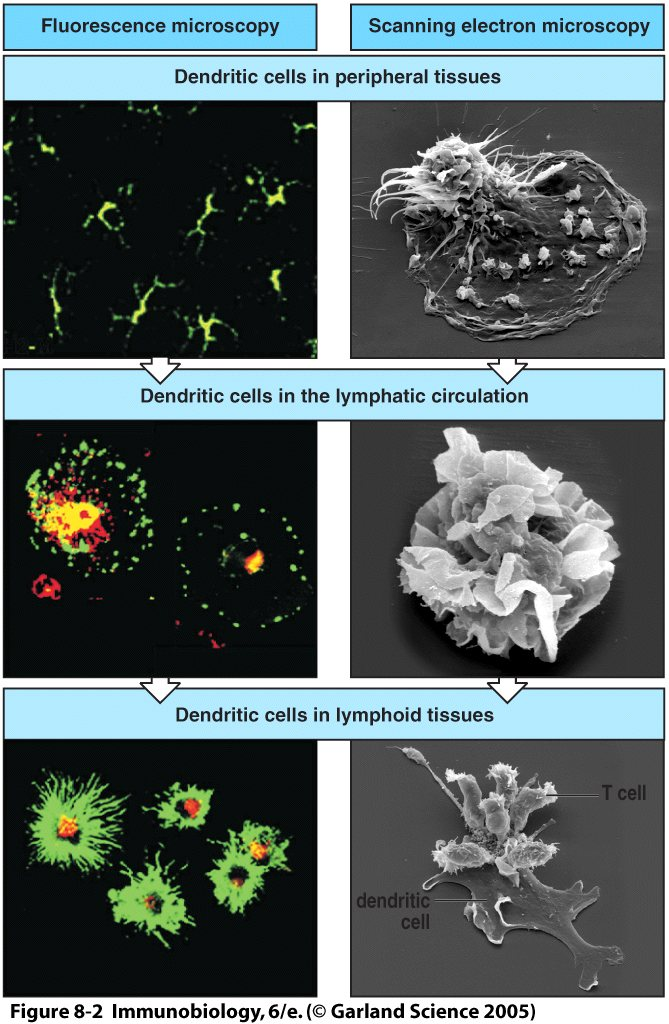 Fluorescence microscopy
Scanning electron microscopy
Dendritic cells in peripheral tissues
Dendritic cells in the lymphatic circulation
Dendritic cells in lymphoid tissues
T cell
dendritic
cell
Figure 8-2 Immunobiology, 6/e. (© Garland Science 2005)